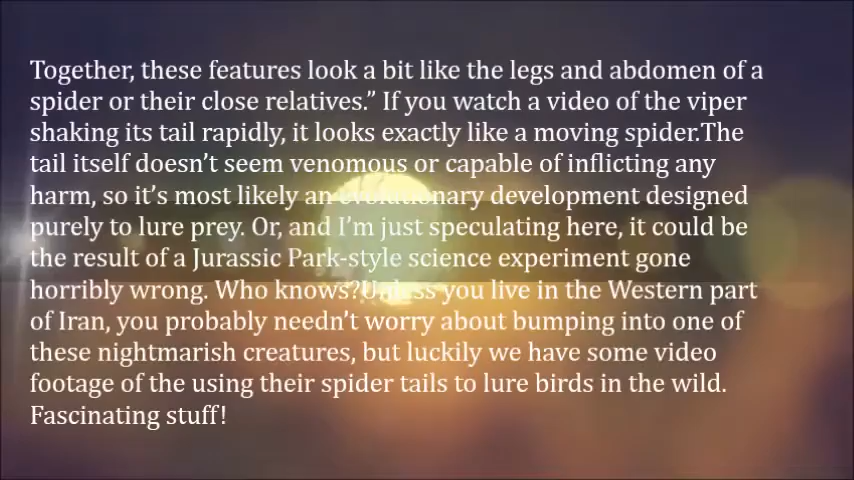 Together, these features look a bit like the legs and abdomen of a
spider or their close relatives.” If you watch a video of the viper
shaking its tail rapidly, it looks exactly like a moving spider.The
tail itself doesn’t seem venomous or capable of inflicting any
harm, so it’s most likely an evolutionary development designed
purely to lure prey. Or, and I’m just speculating here, it could be
the result of a Jurassic Park-style science experiment gone
horribly wrong. Who knows?Unless you live in the Western part
of Iran, you probably needn’t worry about bumping into one of
these nightmarish creatures, but luckily we have some video
footage of the using their spider tails to lure birds in the wild.
Fascinating stuff!